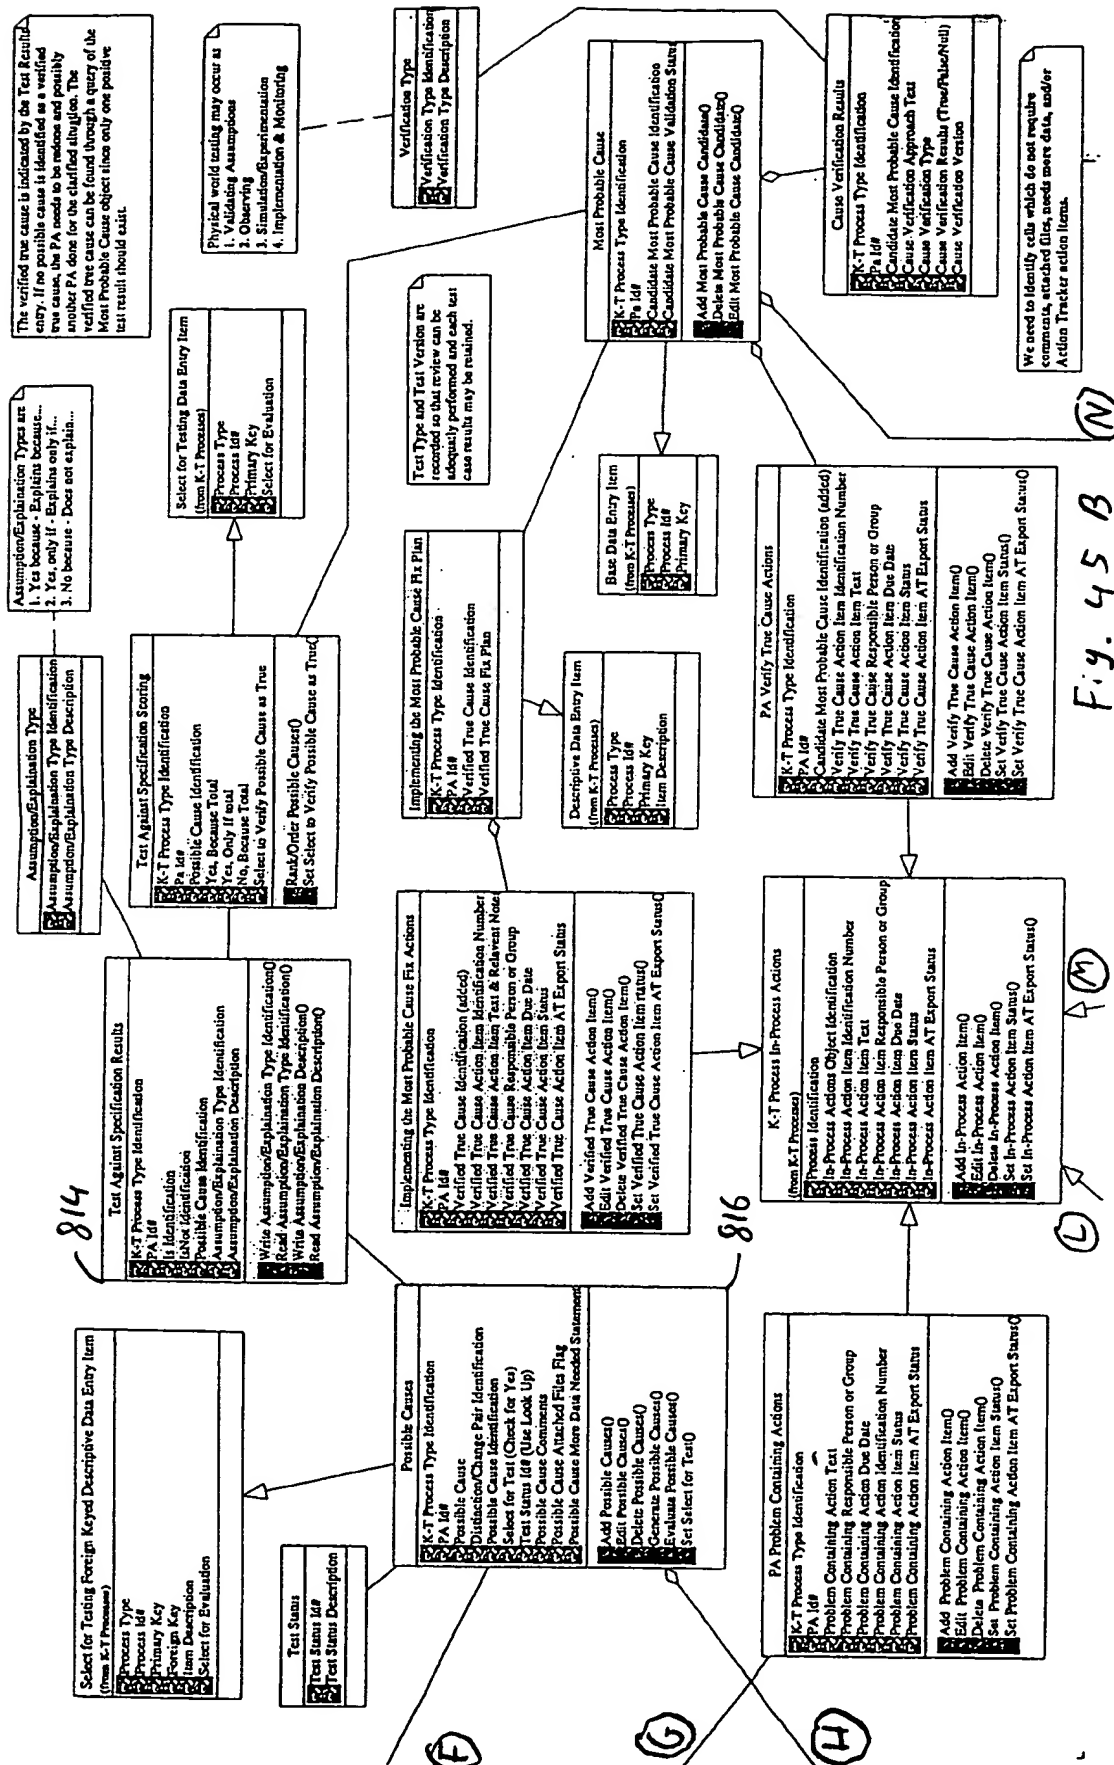 Select for Testing Foreign Keyed Descriptive Data Entry Item
(from K-T Processes)
Process Type
Process Id#
Primary Key
Foreign Key
Item Description
Select for Evaluation
Test Status
Test Status Id#
Test Status Description
814
Test Against Specification Results
K-T Process Type Identification
PA Id#
Is Identification
IsNot Identification
Possible Cause Identification
Assumption/Explaination Type Identification
Assumption/Explaination Description
Write Assumption/Explaination Type Identification()
Read Assumption/Explaination Type Identification()
Write Assumption/Explaination Description()
Read Assumption/Explaination Description()
Assumption/Explaination Type
Assumption/Explaination Type Identification
Assumption/Explaination Type Description
Assumption/Explaination Types are
1. Yes because - Explains because...
2. Yes, only if - Explains only if...
3. No because - Does not explain...
The verified true cause is indicated by the Test Results
entry. If no possible cause is identified as a verified
true cause, the PA needs to be redone and possibly
another PA done for the clarified situation. The
verified true cause can be found through a query of the
Most Probable Cause object since only one positive
test result should exist.
Test Against Specification Scoring
K-T Process Type Identification
Pa Id#
Possible Cause Identification
Yes, Because Total
Yes, Only If total
No, Because Total
Select to Verify Possible Cause as True
Rank/Order Possible Causes()
Set Select to Verify Possible Cause as True()
Select for Testing Data Entry Item
(from K-T Processes)
Process Type
Process Id#
Primary Key
Select for Evaluation
Physical world testing may occur as
1. Validating Assumptions
2. Observing
3. Simulation/Experimentation
4. Implementation & Monitoring
Verification Type
Verification Type Identification
Verification Type Description
Possible Causes
K-T Process Type Identification
PA Id#
Possible Cause
Distinction/Change Pair Identification
Possible Cause Identification
Select for Test (Check for Yes)
Test Status Id# (Use Look Up)
Possible Cause Comments
Possible Cause Attached Files Flag
Possible Cause More Data Needed Statement
Add Possible Causes()
Edit Possible Causes()
Delete Possible Causes()
Generate Possible Causes()
Evaluate Possible Causes()
Set Select for Test()
816
Implementing the Most Probable Cause Fix Actions
K-T Process Type Identification
PA Id#
Verified True Cause Identification (added)
Verified True Cause Action Item Identification Number
Verified True Cause Action Item Text & Relavent Note
Verified True Cause Responsible Person or Group
Verified True Cause Action Item Due Date
Verified True Cause Action Item Status
Verified True Cause Action Item AT Export Status
Add Verified True Cause Action Item()
Edit Verified True Cause Action Item()
Delete Verified True Cause Action Item()
Set Verified True Cause Action Item status()
Set Verified True Cause Action Item AT Export Status()
Implementing the Most Probable Cause Fix Plan
K-T Process Type Identification
PA Id#
Verified True Cause Identification
Verified True Cause Fix Plan
Test Type and Test Version are
recorded so that review can be
adequately performed and each test
case results may be retained.
Descriptive Data Entry Item
(from K-T Processes)
Process Type
Process Id#
Primary Key
Item Description
Base Data Entry Item
(from K-T Processes)
Process Type
Process Id#
Primary Key
Most Probable Cause
K-T Process Type Identification
Pa Id#
Candidate Most Probable Cause Identification
Candidate Most Probable Cause Validation Status
Add Most Probable Cause Candidate()
Delete Most Probable Cause Candidate()
Edit Most Probable Cause Candidate()
Cause Verification Results
K-T Process Type Identification
Pa Id#
Candidate Most Probable Cause Identification
Cause Verification Approach Text
Cause Verification Type
Cause Verification Results (True/False/Null)
Cause Verification Version
We need to identify cells which do not require
comments, attached files, needs more data, and/or
Action Tracker action items.
PA Problem Containing Actions
K-T Process Type Identification
PA Id#
Problem Containing Action Text
Problem Containing Responsible Person or Group
Problem Containing Action Due Date
Problem Containing Action Identification Number
Problem Containing Action Item Status
Problem Containing Action Item AT Export Status
Add Problem Containing Action Item()
Edit Problem Containing Action Item()
Delete Problem Containing Action Item()
Set Problem Containing Action Item Status()
Set Problem Containing Action Item AT Export Status()
K-T Process In-Process Actions
(from K-T Processes)
Process Identification
In-Process Actions Object Identification
In-Process Action Item Identification Number
In-Process Action Item Text
In-Process Action Item Responsible Person or Group
In-Process Action Item Due Date
In-Process Action Item Status
In-Process Action Item AT Export Status
Add In-Process Action Item()
Edit In-Process Action Item()
Delete In-Process Action Item()
Set In-Process Action Item Status()
Set In-Process Action Item AT Export Status()
PA Verify True Cause Actions
K-T Process Type Identification
PA Id#
Candidate Most Probable Cause Identification (added)
Verify True Cause Action Item Identification Number
Verify True Cause Action Item Text
Verify True Cause Responsible Person or Group
Verify True Cause Action Item Due Date
Verify True Cause Action Item Status
Verify True Cause Action Item AT Export Status
Add Verify True Cause Action Item()
Edit Verify True Cause Action Item()
Delete Verify True Cause Action Item()
Set Verify True Cause Action Item Status()
Set Verify True Cause Action Item AT Export Status()
F
G
H
L
M
N
Fig. 45 B